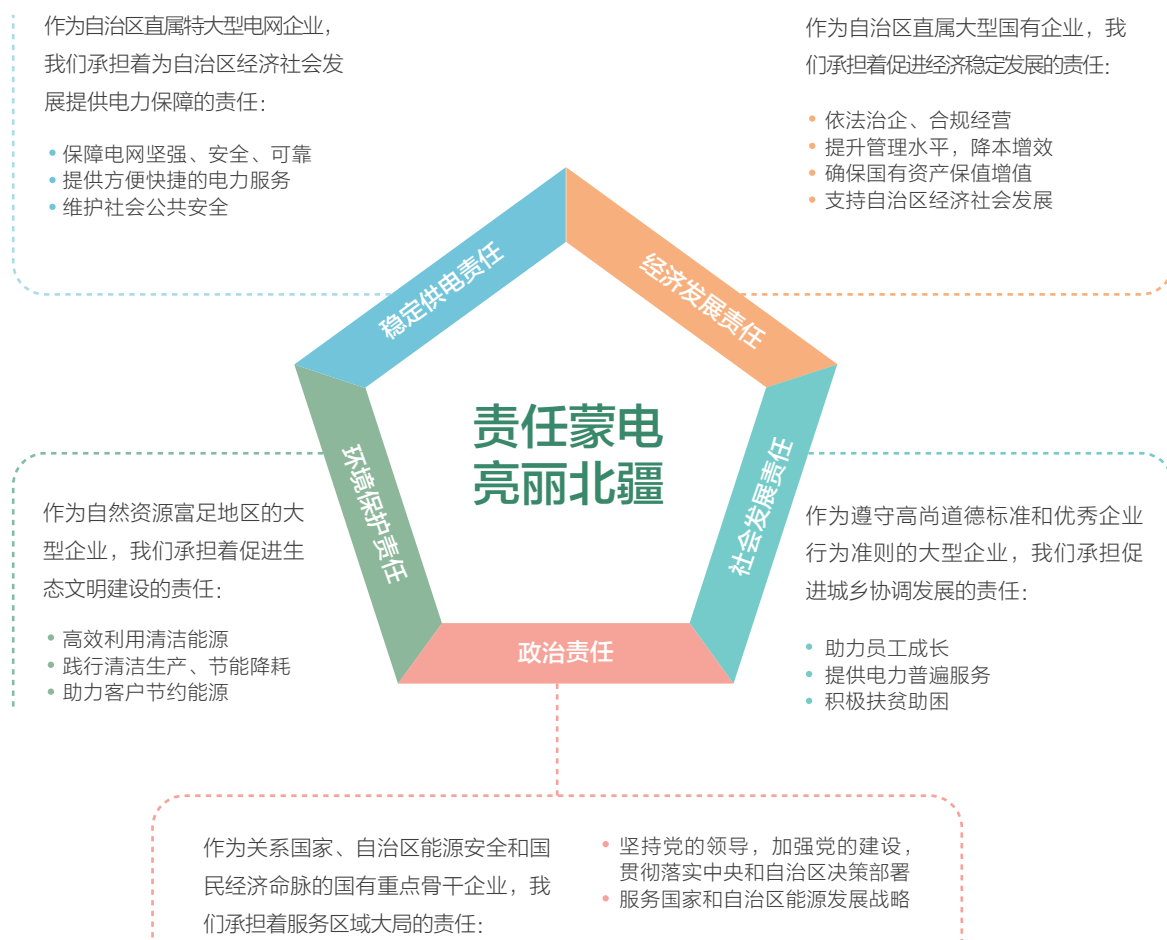 作为自治区直属特大型电网企业，
我们承担着为自治区经济社会发
展提供电力保障的责任：
• 保障电网坚强、安全、可靠
• 提供方便快捷的电力服务
• 维护社会公共安全
作为自治区直属大型国有企业，我
们承担着促进经济稳定发展的责任：
• 依法治企、合规经营
• 提升管理水平，降本增效
• 确保国有资产保值增值
• 支持自治区经济社会发展
稳定供电责任
经济发展责任
责任蒙电
亮丽北疆
环境保护责任
社会发展责任
政治责任
作为自然资源富足地区的大
型企业，我们承担着促进生
态文明建设的责任：
• 高效利用清洁能源
• 践行清洁生产、节能降耗
• 助力客户节约能源
作为遵守高尚道德标准和优秀企业
行为准则的大型企业，我们承担促
进城乡协调发展的责任：
• 助力员工成长
• 提供电力普遍服务
• 积极扶贫助困
作为关系国家、自治区能源安全和国
民经济命脉的国有重点骨干企业，我
们承担着服务区域大局的责任：
• 坚持党的领导，加强党的建设，
贯彻落实中央和自治区决策部署
• 服务国家和自治区能源发展战略